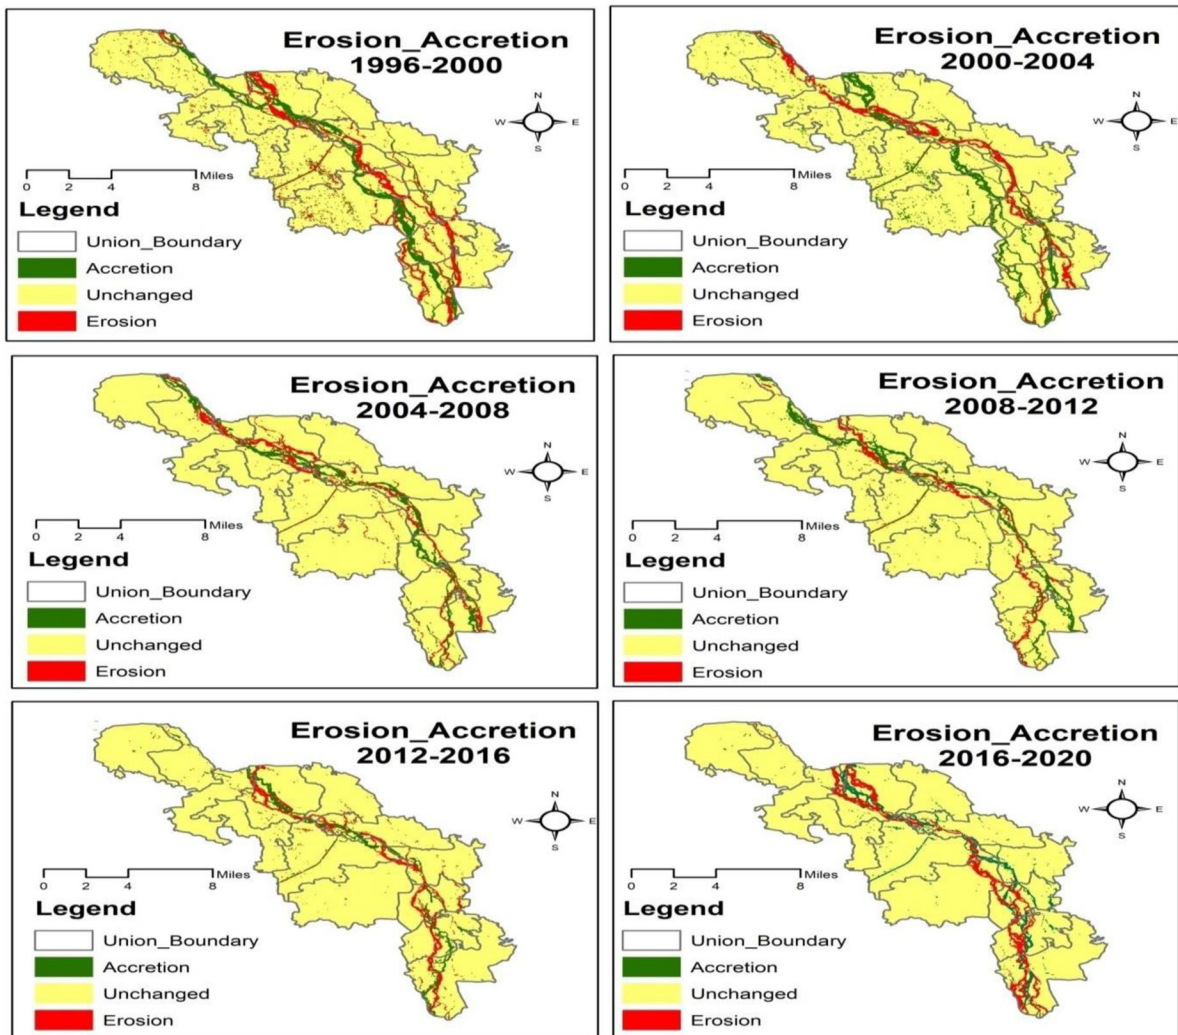 Erosion_Accretion
1996-2000
N
W E
S
0 2 4 8 Miles
Legend
Union_Boundary
Accretion
Unchanged
Erosion
Erosion_Accretion
2000-2004
N
W E
S
0 2 4 8 Miles
Legend
Union_Boundary
Accretion
Unchanged
Erosion
Erosion_Accretion
2004-2008
N
W E
S
0 2 4 8 Miles
Legend
Union_Boundary
Accretion
Unchanged
Erosion
Erosion_Accretion
2008-2012
N
W E
S
0 2 4 8 Miles
Legend
Union_Boundary
Accretion
Unchanged
Erosion
Erosion_Accretion
2012-2016
N
W E
S
0 2 4 8 Miles
Legend
Union_Boundary
Accretion
Unchanged
Erosion
Erosion_Accretion
2016-2020
N
W E
S
0 2 4 8 Miles
Legend
Union_Boundary
Accretion
Unchanged
Erosion